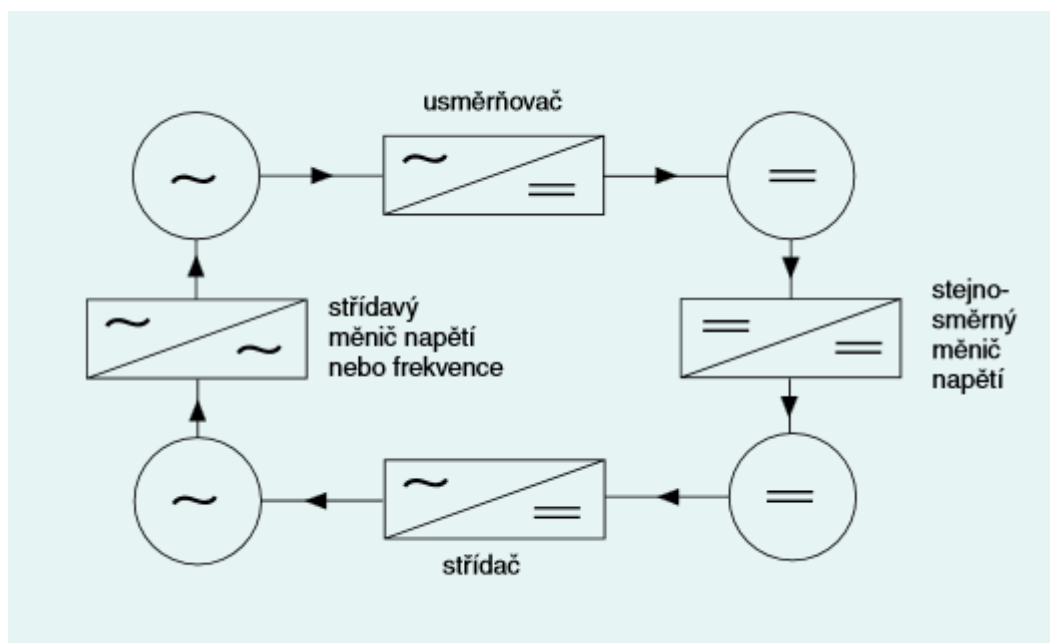 usměrňovač
střídavý
měnič napětí
nebo frekvence
stejno-
směrný
měnič
napětí
střídač